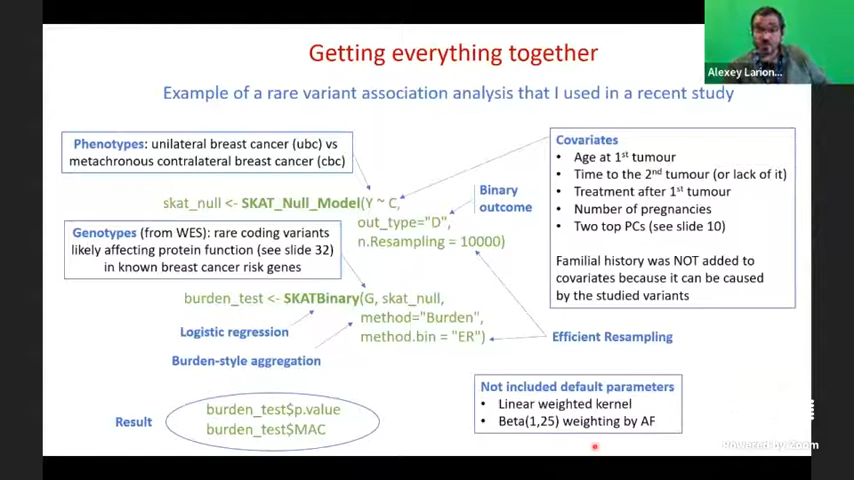 Getting everything together
Example of a rare variant association analysis that I used in a recent study
Alexey Larion...
Phenotypes: unilateral breast cancer (ubc) vs
metachronous contralateral breast cancer (cbc)
skat_null <- SKAT_Null_Model(Y ~ C,
out_type="D",
n.Resampling = 10000)
Binary
outcome
Covariates
• Age at 1st tumour
• Time to the 2nd tumour (or lack of it)
• Treatment after 1st tumour
• Number of pregnancies
• Two top PCs (see slide 10)
Familial history was NOT added to
covariates because it can be caused
by the studied variants
Genotypes (from WES): rare coding variants
likely affecting protein function (see slide 32)
in known breast cancer risk genes
burden_test <- SKATBinary(G, skat_null,
method="Burden",
method.bin = "ER")
Logistic regression
Burden-style aggregation
Efficient Resampling
Result
burden_test$p.value
burden_test$MAC
Not included default parameters
• Linear weighted kernel
• Beta(1,25) weighting by AF
Powered by Zoom